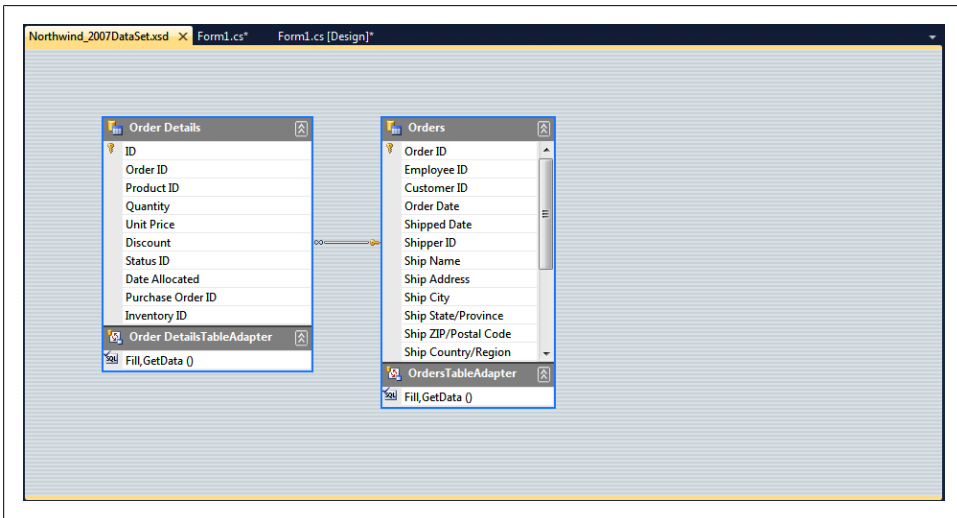 Northwind_2007DataSet.xsd Form1.cs* Form1.cs [Design]*
Order Details
ID
Order ID
Product ID
Quantity
Unit Price
Discount
Status ID
Date Allocated
Purchase Order ID
Inventory ID
Order DetailsTableAdapter
SQL Fill,GetData ()
Orders
Order ID
Employee ID
Customer ID
Order Date
Shipped Date
Shipper ID
Ship Name
Ship Address
Ship City
Ship State/Province
Ship ZIP/Postal Code
Ship Country/Region
OrdersTableAdapter
SQL Fill,GetData ()